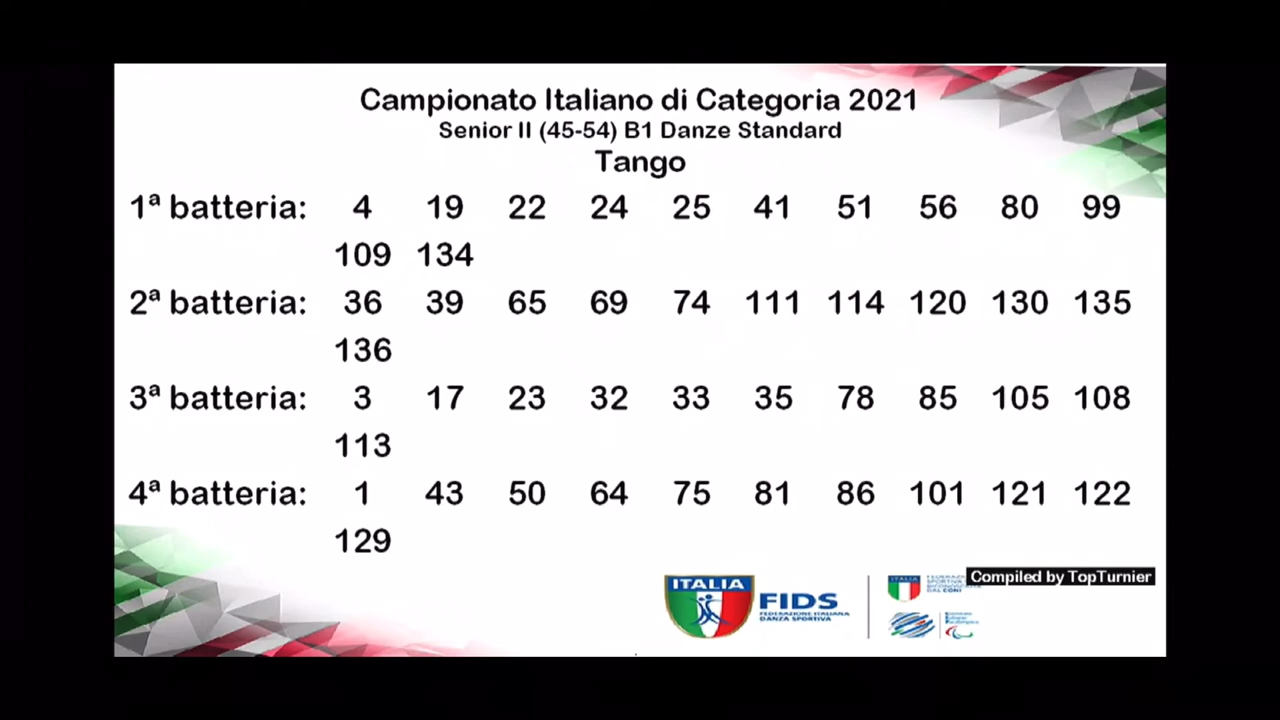 Campionato Italiano di Categoria 2021
Senior II (45-54) B1 Danze Standard
Tango
1ª batteria: 4 19 22 24 25 41 51 56 80 99
109 134
2ª batteria: 36 39 65 69 74 111 114 120 130 135
136
3ª batteria: 3 17 23 32 33 35 78 85 105 108
113
4ª batteria: 1 43 50 64 75 81 86 101 121 122
129
ITALIA
FIDS
FEDERAZIONE ITALIANA
DANZA SPORTIVA
ITALIA
SPORTIVA
DAL CONI
Compiled by TopTurnier